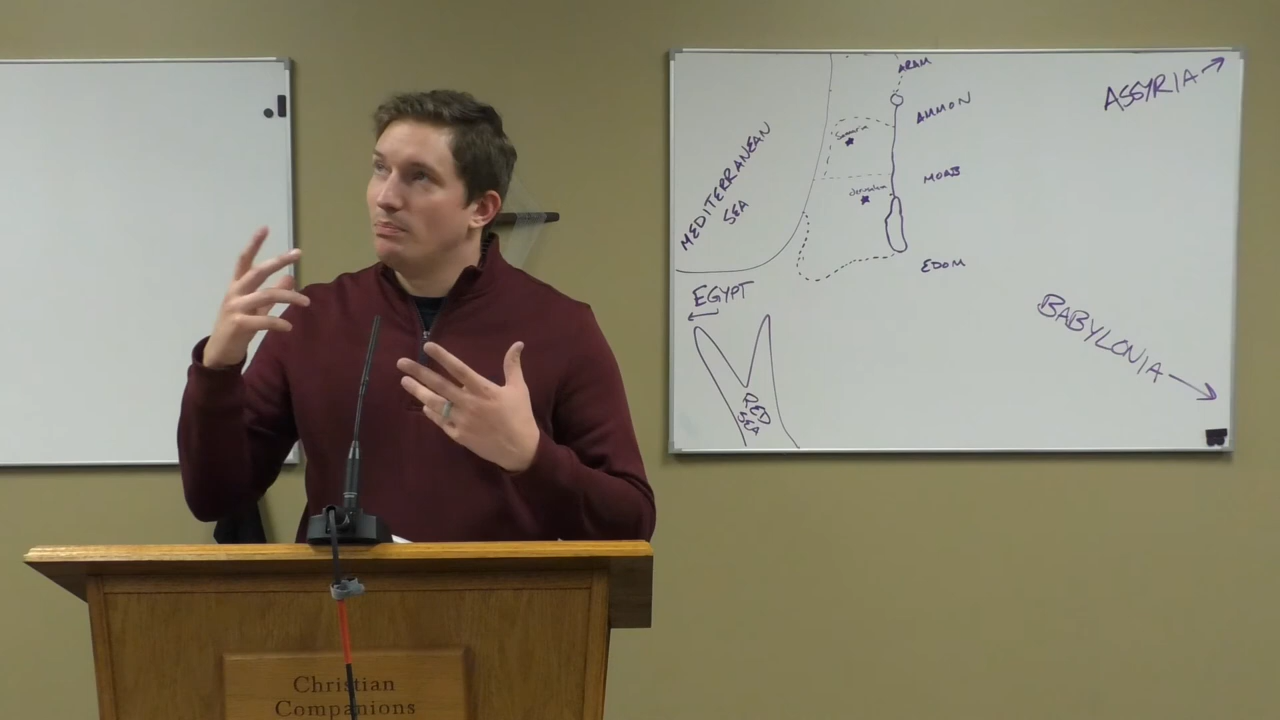 ARAM
ASSYRIA
AMMON
MEDITERRANEAN
SEA
Samaria
MOAB
Jerusalem
EDOM
EGYPT
BABYLONIA
RED
SEA
Christian
Companions